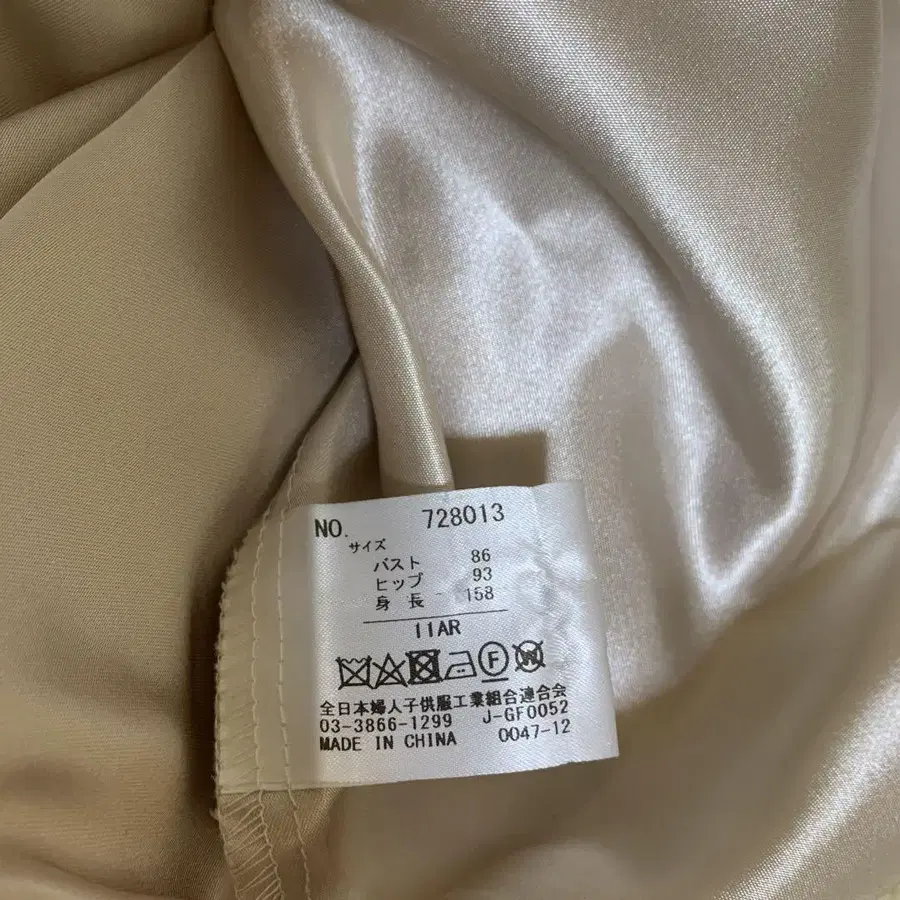 NO. 728013
サイズ
バスト 86
ヒップ 93
身長 158
11AR
F W
全日本婦人子供服工業組合連合会
03-3866-1299 J-GF0052
MADE IN CHINA 0047-12